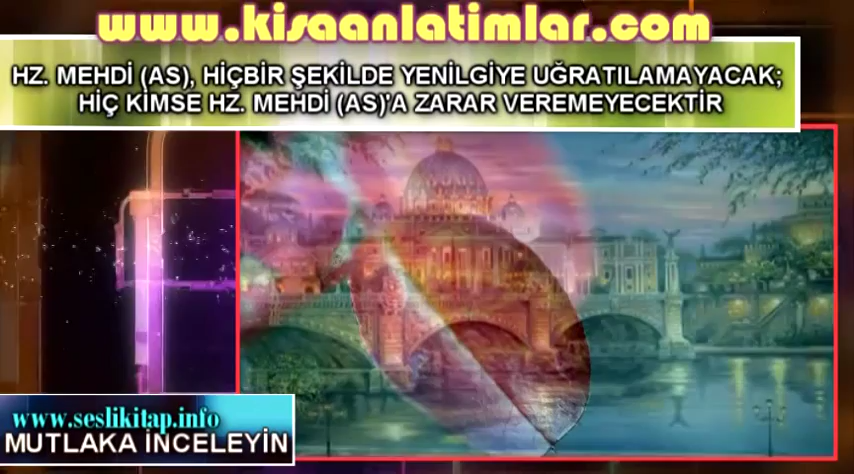 www.kisaanlatimlar.com
HZ. MEHDİ (AS), HİÇBİR ŞEKİLDE YENİLGİYE UĞRATILAMAYACAK;
HİÇ KİMSE HZ. MEHDİ (AS)'A ZARAR VEREMEYECEKTİR
www.seslikitap.info
MUTLAKA İNCELEYİN